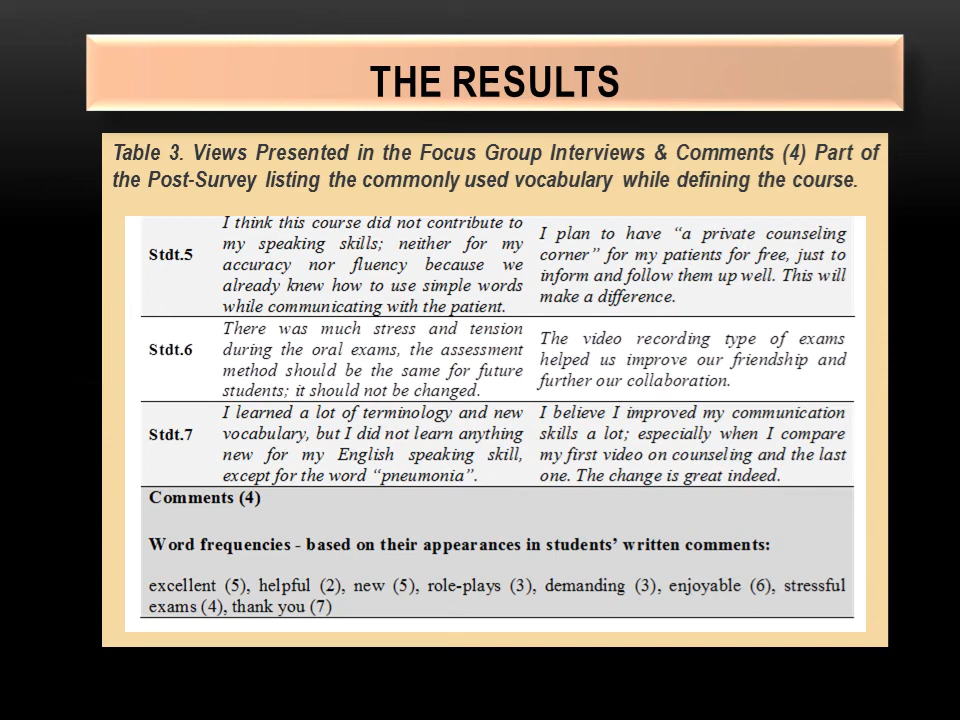 THE RESULTS
Table 3. Views Presented in the Focus Group Interviews & Comments (4) Part of
the Post-Survey listing the commonly used vocabulary while defining the course.
Stdt.5
I think this course did not contribute to
my speaking skills; neither for my
accuracy nor fluency because we
already knew how to use simple words
while communicating with the patient.
I plan to have “a private counseling
corner” for my patients for free, just to
inform and follow them up well. This will
make a difference.
Stdt.6
There was much stress and tension
during the oral exams, the assessment
method should be the same for future
students; it should not be changed.
The video recording type of exams
helped us improve our friendship and
further our collaboration.
Stdt.7
I learned a lot of terminology and new
vocabulary, but I did not learn anything
new for my English speaking skill,
except for the word “pneumonia”.
I believe I improved my communication
skills a lot; especially when I compare
my first video on counseling and the last
one. The change is great indeed.
Comments (4)
Word frequencies - based on their appearances in students’ written comments:
excellent (5), helpful (2), new (5), role-plays (3), demanding (3), enjoyable (6), stressful
exams (4), thank you (7)